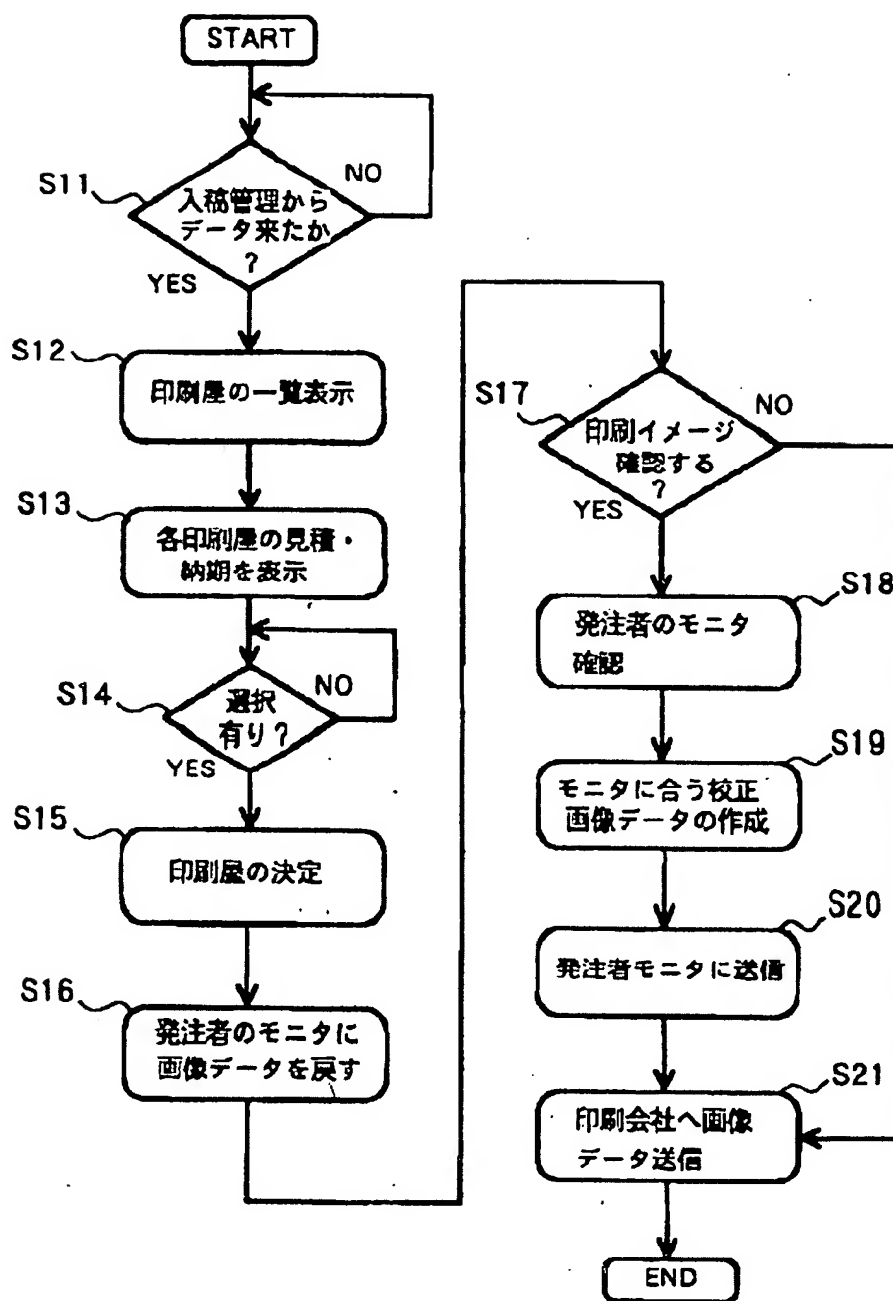 START
S11
入稿管理から
データ来たか
?
NO
YES
S12
印刷屋の一覧表示
S13
各印刷屋の見積・
納期を表示
S14
選択
有り?
NO
YES
S15
印刷屋の決定
S16
発注者のモニタに
画像データを戻す
S17
印刷イメージ
確認する
?
NO
YES
S18
発注者のモニタ
確認
S19
モニタに合う校正
画像データの作成
S20
発注者モニタに送信
S21
印刷会社へ画像
データ送信
END